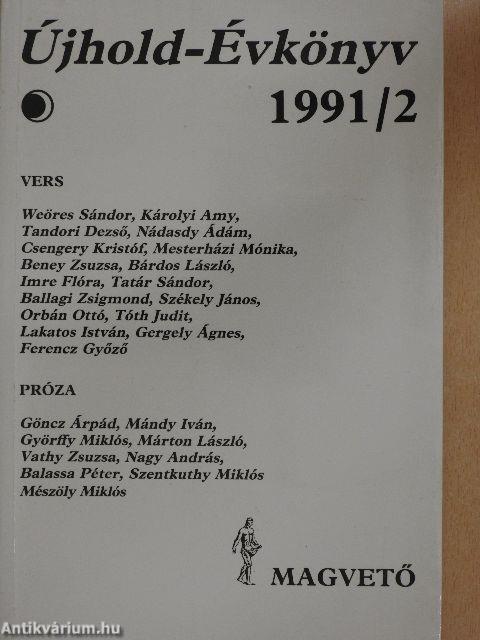 Újhold-Évkönyv
1991/2
VERS
Weöres Sándor, Károlyi Amy,
Tandori Dezső, Nádasdy Ádám,
Csengery Kristóf, Mesterházi Mónika,
Beney Zsuzsa, Bárdos László,
Imre Flóra, Tatár Sándor,
Ballagi Zsigmond, Székely János,
Orbán Ottó, Tóth Judit,
Lakatos István, Gergely Ágnes,
Ferencz Győző
PRÓZA
Göncz Árpád, Mándy Iván,
Györffy Miklós, Márton László,
Vathy Zsuzsa, Nagy András,
Balassa Péter, Szentkuthy Miklós
Mészöly Miklós
MAGVETŐ
Antikvárium.hu